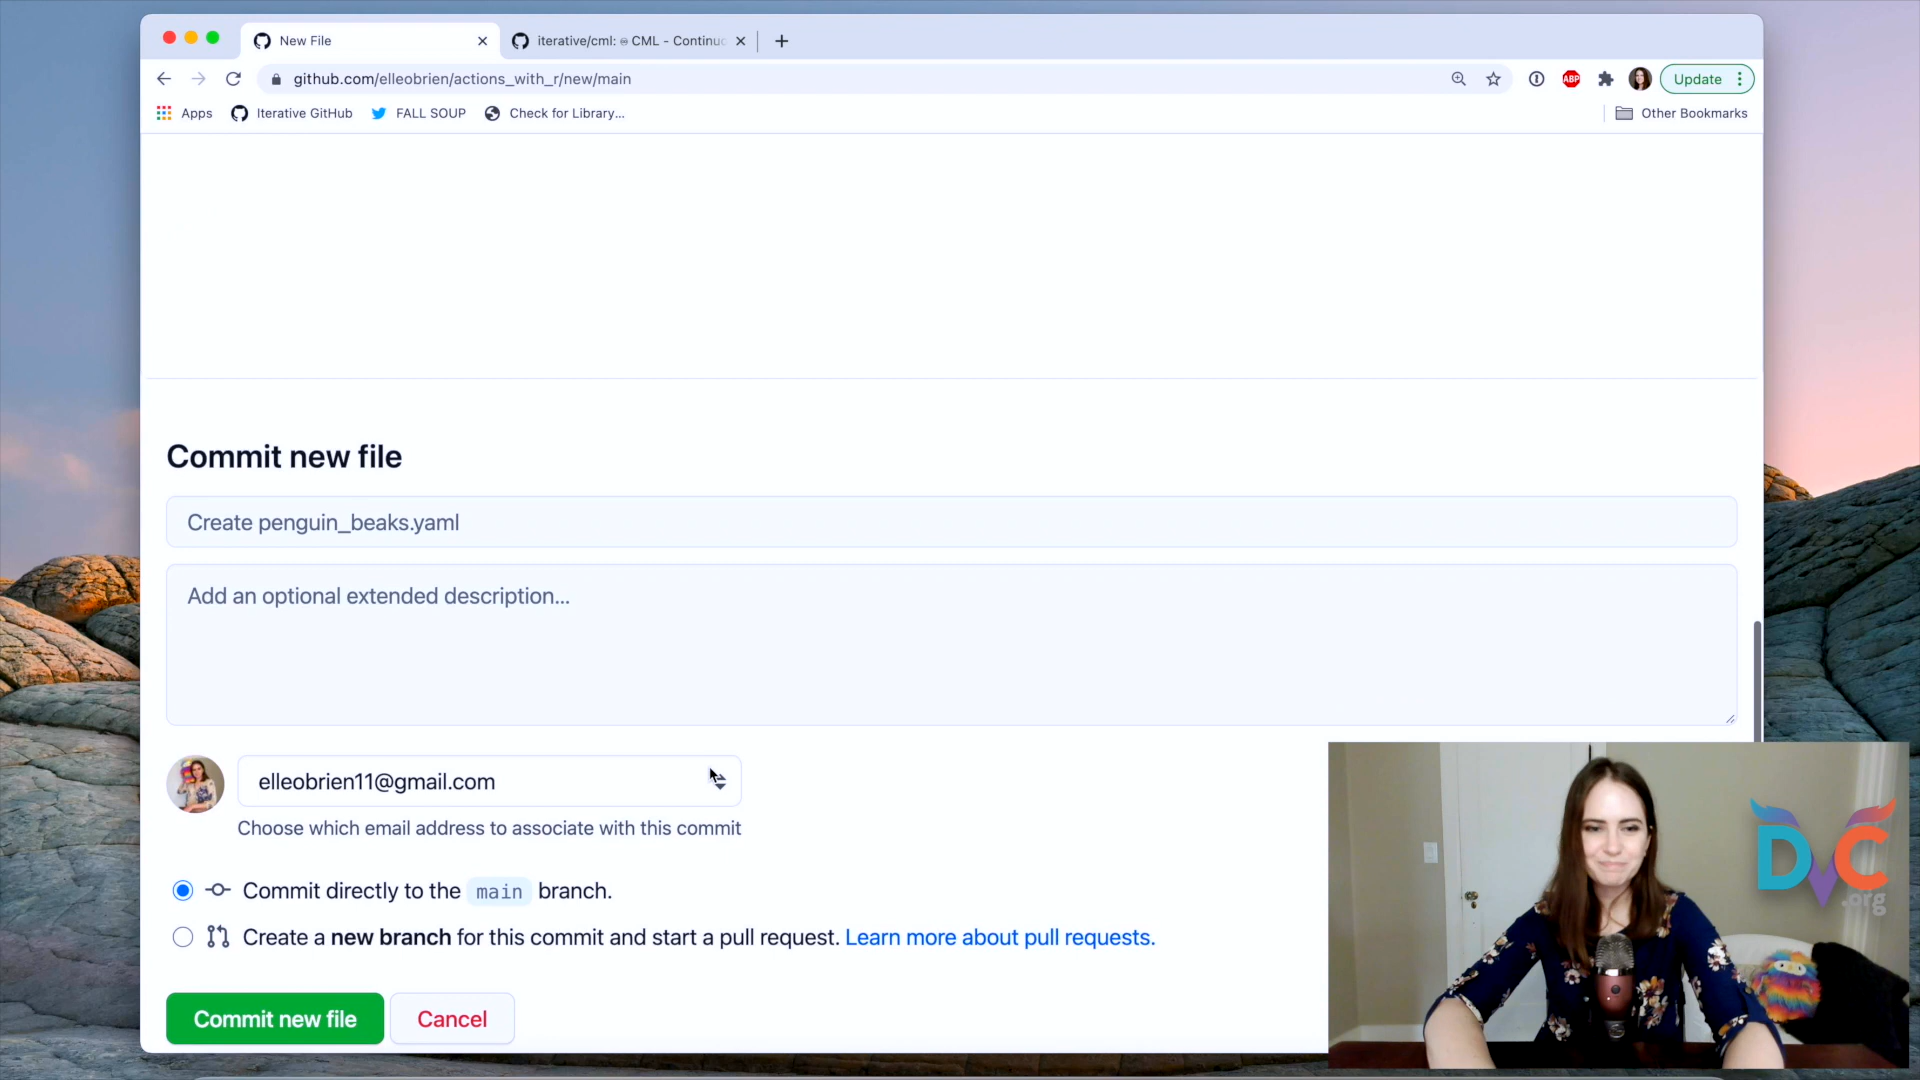 New File
iterative/cml: ♾️ CML - Continuo
github.com/elleobrien/actions_with_r/new/main
ABP
Update
Apps
Iterative GitHub
FALL SOUP
Check for Library...
Other Bookmarks
Commit new file
Create penguin_beaks.yaml
Add an optional extended description...
elleobrien11@gmail.com
Choose which email address to associate with this commit
Commit directly to the main branch.
Create a new branch for this commit and start a pull request. Learn more about pull requests.
Commit new file
Cancel
DVC
.org